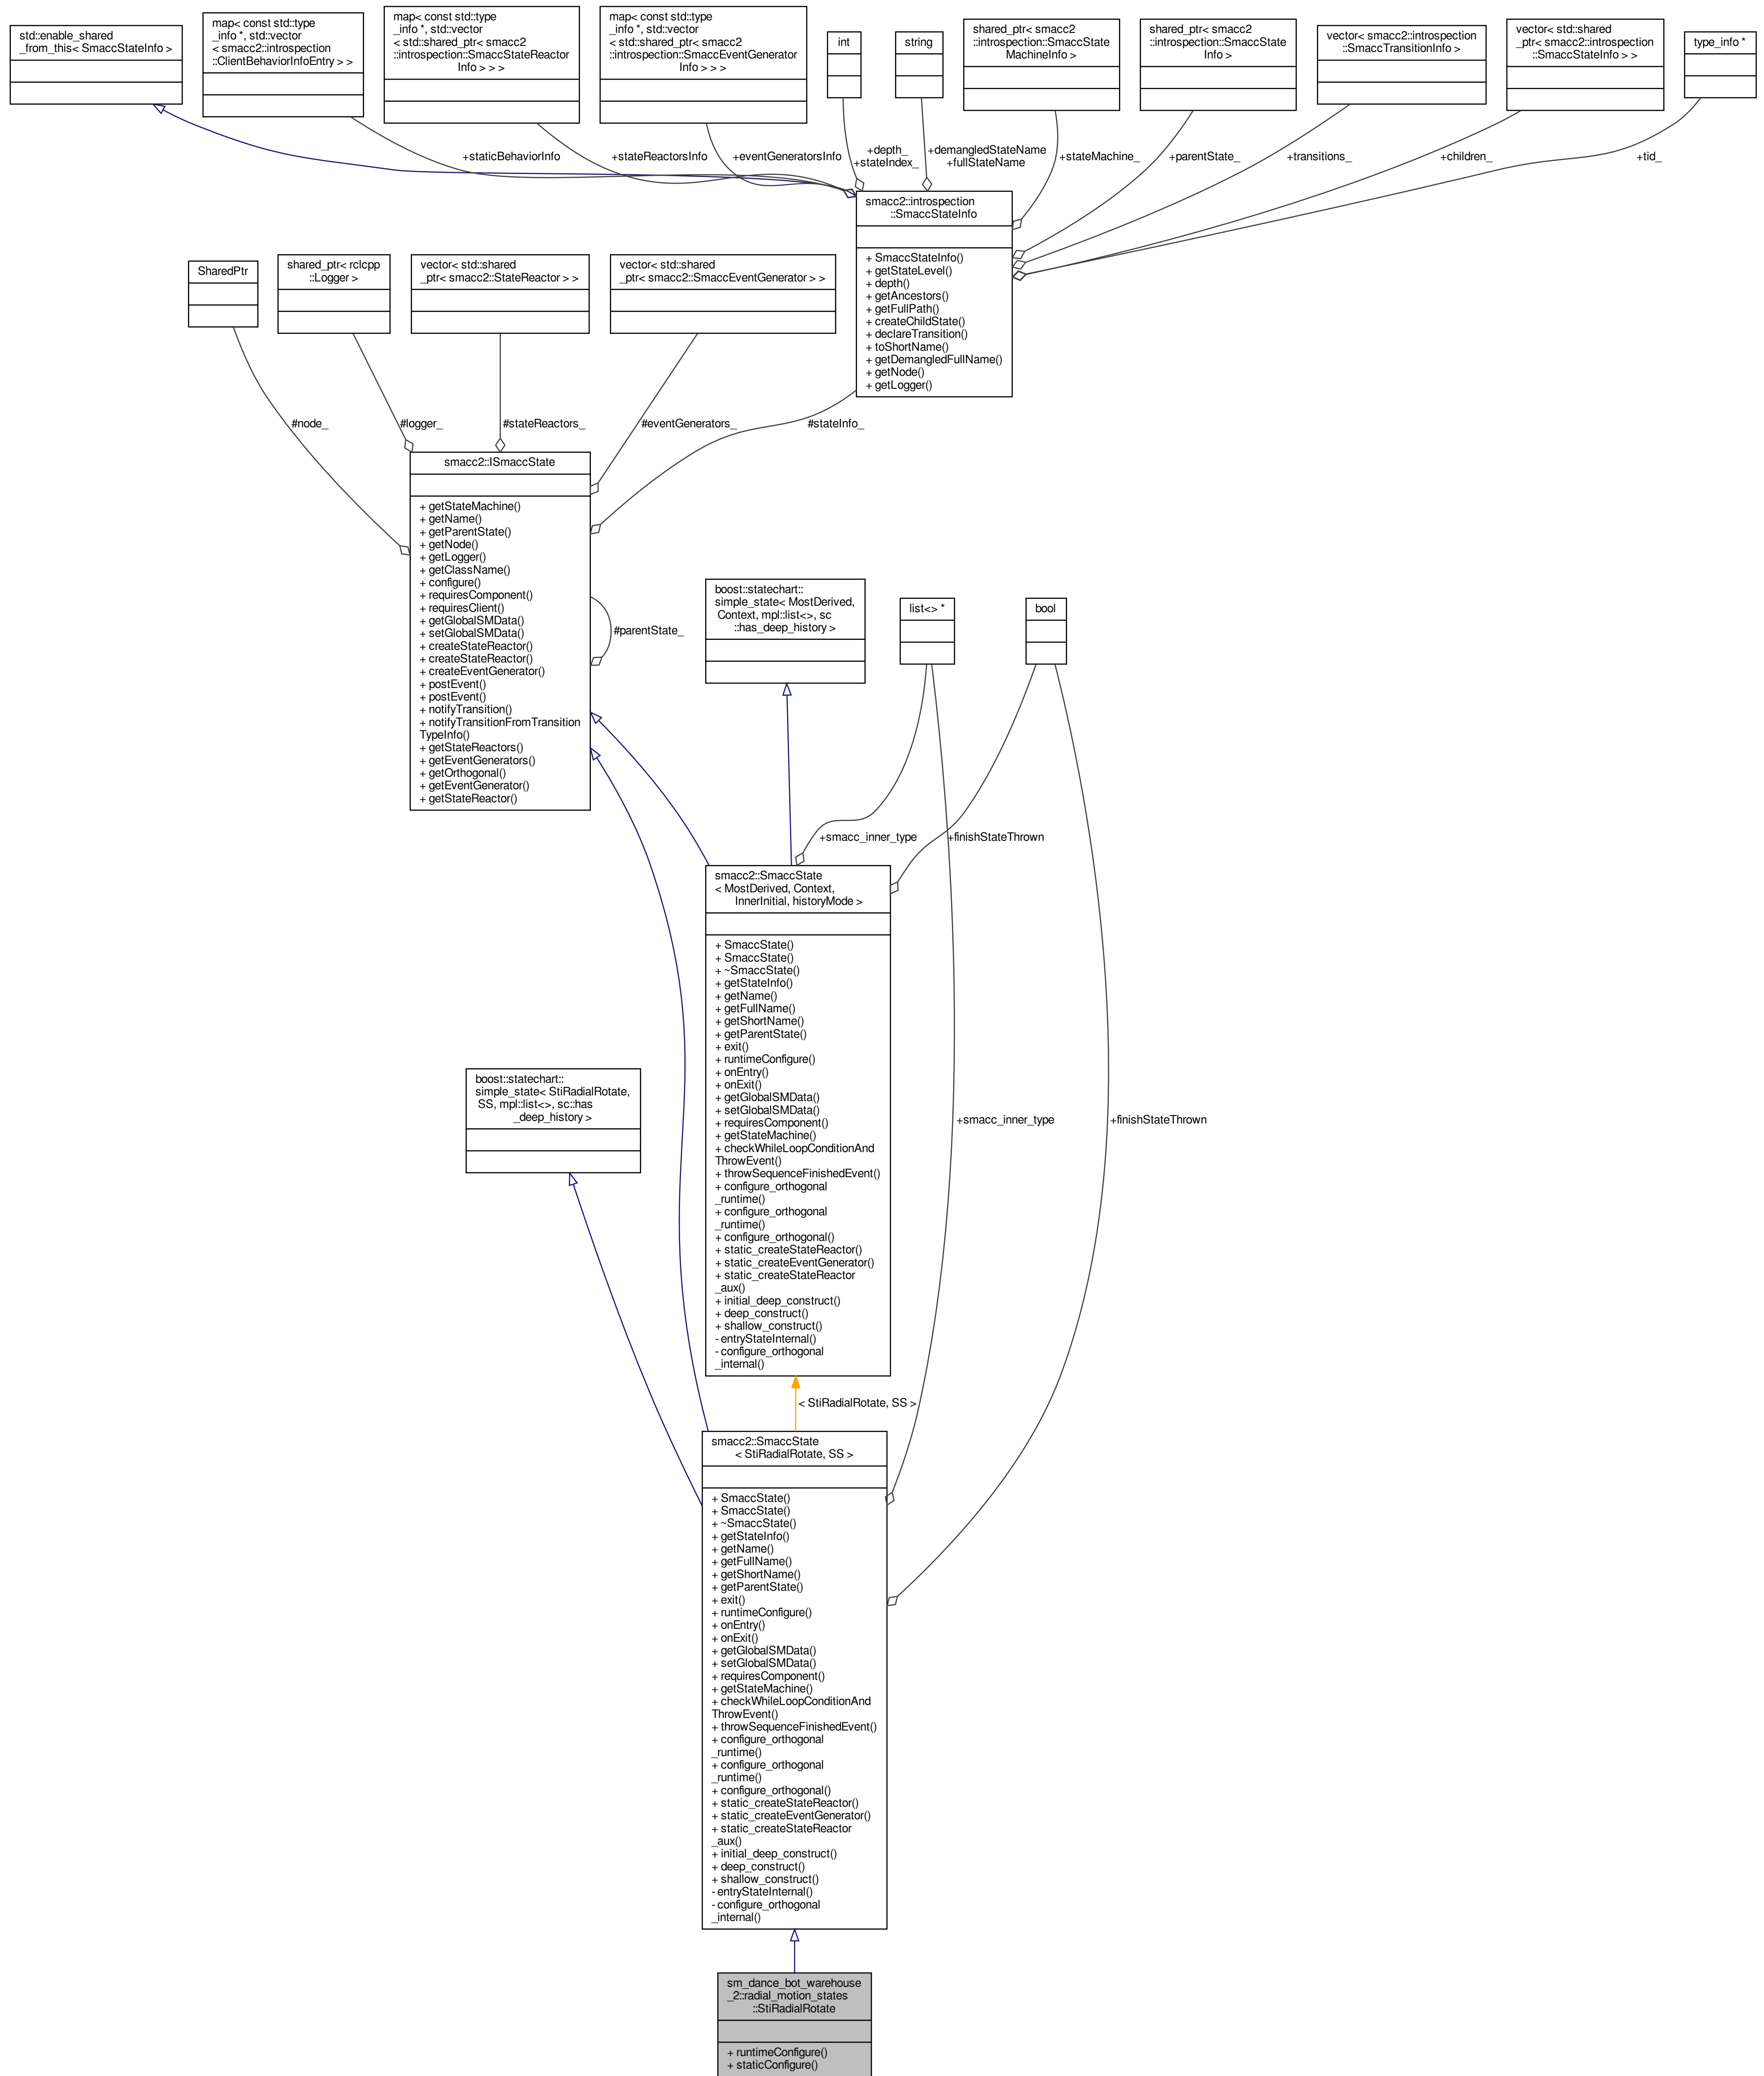 std::enable_shared
_from_this< SmaccStateInfo >
map< const std::type
_info *, std::vector
< smacc2::introspection
::ClientBehaviorInfoEntry > >
map< const std::type
_info *, std::vector
< std::shared_ptr< smacc2
::introspection::SmaccStateReactor
Info > > >
map< const std::type
_info *, std::vector
< std::shared_ptr< smacc2
::introspection::SmaccEventGenerator
Info > > >
int
string
shared_ptr< smacc2
::introspection::SmaccState
MachineInfo >
shared_ptr< smacc2
::introspection::SmaccState
Info >
vector< smacc2::introspection
::SmaccTransitionInfo >
vector< std::shared
_ptr< smacc2::introspection
::SmaccStateInfo > >
type_info *
+staticBehaviorInfo
+stateReactorsInfo
+eventGeneratorsInfo
+depth_
+stateIndex_
+demangledStateName
+fullStateName
+stateMachine_
+parentState_
+transitions_
+children_
+tid_
smacc2::introspection
::SmaccStateInfo
+ SmaccStateInfo()
+ getStateLevel()
+ depth()
+ getAncestors()
+ getFullPath()
+ createChildState()
+ declareTransition()
+ toShortName()
+ getDemangledFullName()
+ getNode()
+ getLogger()
SharedPtr
shared_ptr< rclcpp
::Logger >
vector< std::shared
_ptr< smacc2::StateReactor > >
vector< std::shared
_ptr< smacc2::SmaccEventGenerator > >
#node_
#logger_
#stateReactors_
#eventGenerators_
#stateInfo_
smacc2::ISmaccState
+ getStateMachine()
+ getName()
+ getParentState()
+ getNode()
+ getLogger()
+ getClassName()
+ configure()
+ requiresComponent()
+ requiresClient()
+ getGlobalSMData()
+ setGlobalSMData()
+ createStateReactor()
+ createStateReactor()
+ createEventGenerator()
+ postEvent()
+ postEvent()
+ notifyTransition()
+ notifyTransitionFromTransition
TypeInfo()
+ getStateReactors()
+ getEventGenerators()
+ getOrthogonal()
+ getEventGenerator()
+ getStateReactor()
#parentState_
boost::statechart::
simple_state< MostDerived,
Context, mpl::list<>, sc
::has_deep_history >
list<> *
bool
+smacc_inner_type
+finishStateThrown
smacc2::SmaccState
< MostDerived, Context,
InnerInitial, historyMode >
+ SmaccState()
+ SmaccState()
+ ~SmaccState()
+ getStateInfo()
+ getName()
+ getFullName()
+ getShortName()
+ getParentState()
+ exit()
+ runtimeConfigure()
+ onEntry()
+ onExit()
+ getGlobalSMData()
+ setGlobalSMData()
+ requiresComponent()
+ getStateMachine()
+ checkWhileLoopConditionAnd
ThrowEvent()
+ throwSequenceFinishedEvent()
+ configure_orthogonal
_runtime()
+ configure_orthogonal
_runtime()
+ configure_orthogonal()
+ static_createStateReactor()
+ static_createEventGenerator()
+ static_createStateReactor
_aux()
+ initial_deep_construct()
+ deep_construct()
+ shallow_construct()
- entryStateInternal()
- configure_orthogonal
_internal()
boost::statechart::
simple_state< StiRadialRotate,
SS, mpl::list<>, sc::has
_deep_history >
+smacc_inner_type
+finishStateThrown
< StiRadialRotate, SS >
smacc2::SmaccState
< StiRadialRotate, SS >
+ SmaccState()
+ SmaccState()
+ ~SmaccState()
+ getStateInfo()
+ getName()
+ getFullName()
+ getShortName()
+ getParentState()
+ exit()
+ runtimeConfigure()
+ onEntry()
+ onExit()
+ getGlobalSMData()
+ setGlobalSMData()
+ requiresComponent()
+ getStateMachine()
+ checkWhileLoopConditionAnd
ThrowEvent()
+ throwSequenceFinishedEvent()
+ configure_orthogonal
_runtime()
+ configure_orthogonal
_runtime()
+ configure_orthogonal()
+ static_createStateReactor()
+ static_createEventGenerator()
+ static_createStateReactor
_aux()
+ initial_deep_construct()
+ deep_construct()
+ shallow_construct()
- entryStateInternal()
- configure_orthogonal
_internal()
sm_dance_bot_warehouse
_2::radial_motion_states
::StiRadialRotate
+ runtimeConfigure()
+ staticConfigure()